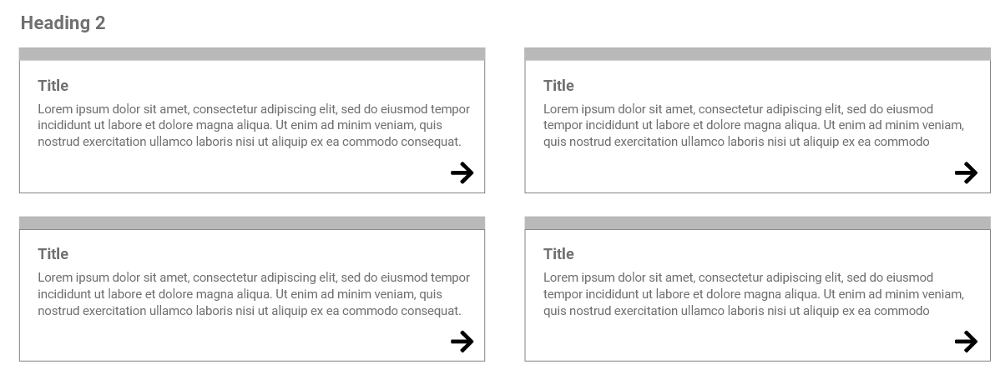 Heading 2
Title
Lorem ipsum dolor sit amet, consectetur adipiscing elit, sed do eiusmod tempor
incididunt ut labore et dolore magna aliqua. Ut enim ad minim veniam, quis
nostrud exercitation ullamco laboris nisi ut aliquip ex ea commodo consequat.
Title
Lorem ipsum dolor sit amet, consectetur adipiscing elit, sed do eiusmod
tempor incididunt ut labore et dolore magna aliqua. Ut enim ad minim veniam,
quis nostrud exercitation ullamco laboris nisi ut aliquip ex ea commodo
Title
Lorem ipsum dolor sit amet, consectetur adipiscing elit, sed do eiusmod tempor
incididunt ut labore et dolore magna aliqua. Ut enim ad minim veniam, quis
nostrud exercitation ullamco laboris nisi ut aliquip ex ea commodo consequat.
Title
Lorem ipsum dolor sit amet, consectetur adipiscing elit, sed do eiusmod
tempor incididunt ut labore et dolore magna aliqua. Ut enim ad minim veniam,
quis nostrud exercitation ullamco laboris nisi ut aliquip ex ea commodo